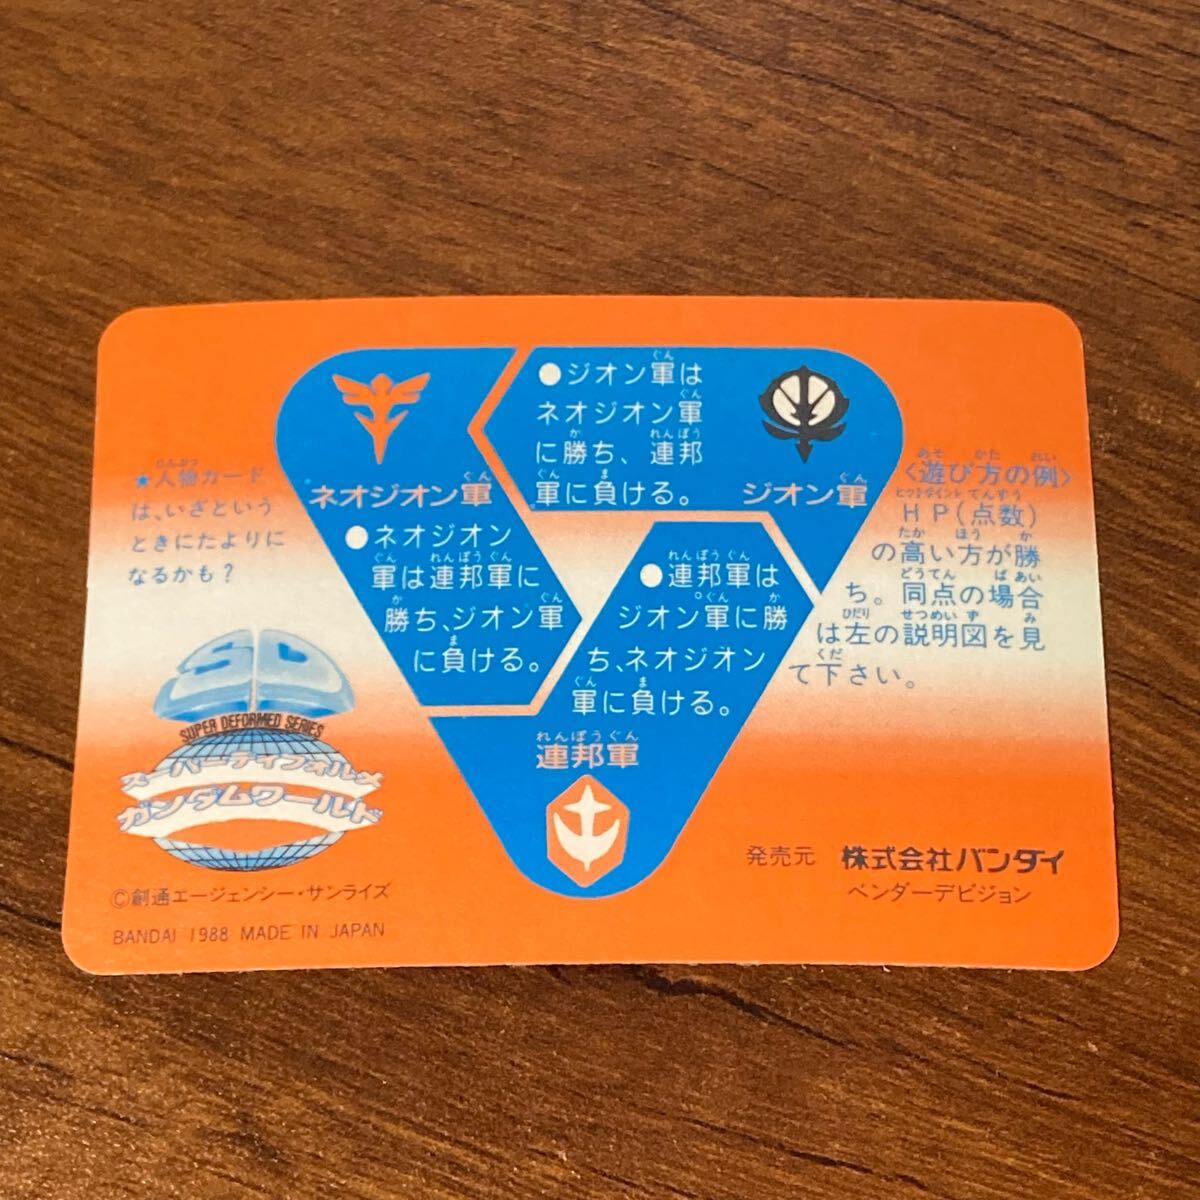 ★人物カード
は、いざという
ときにたよりに
なるかも？
ネオジオン軍
●ネオジオン
軍は連邦軍に
勝ち、ジオン軍
に負ける。
●ジオン軍は
ネオジオン軍
に勝ち、連邦
軍に負ける。
ジオン軍
●連邦軍は
ジオン軍に勝
ち、ネオジオン
軍に負ける。
連邦軍
〈遊び方の例〉
HP(点数)
の高い方が勝
ち。同点の場合
は左の説明図を見
て下さい。
SD
SUPER DEFORMED SERIES
スーパーディフォルメ
ガンダムワールド
©創通エージェンシー・サンライズ
BANDAI 1988 MADE IN JAPAN
発売元 株式会社バンダイ
ベンダーデビジョン